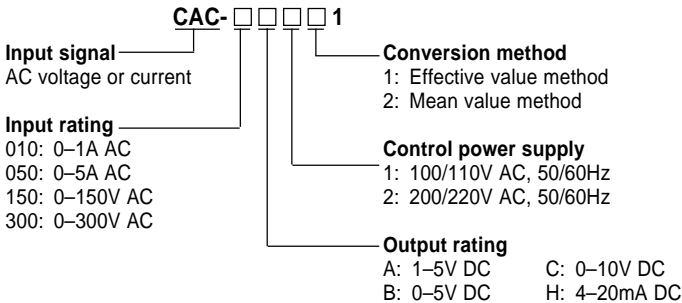 CAC-□□□□1
Input signal
AC voltage or current
Input rating
010: 0–1A AC
050: 0–5A AC
150: 0–150V AC
300: 0–300V AC
Conversion method
1: Effective value method
2: Mean value method
Control power supply
1: 100/110V AC, 50/60Hz
2: 200/220V AC, 50/60Hz
Output rating
A: 1–5V DC C: 0–10V DC
B: 0–5V DC H: 4–20mA DC